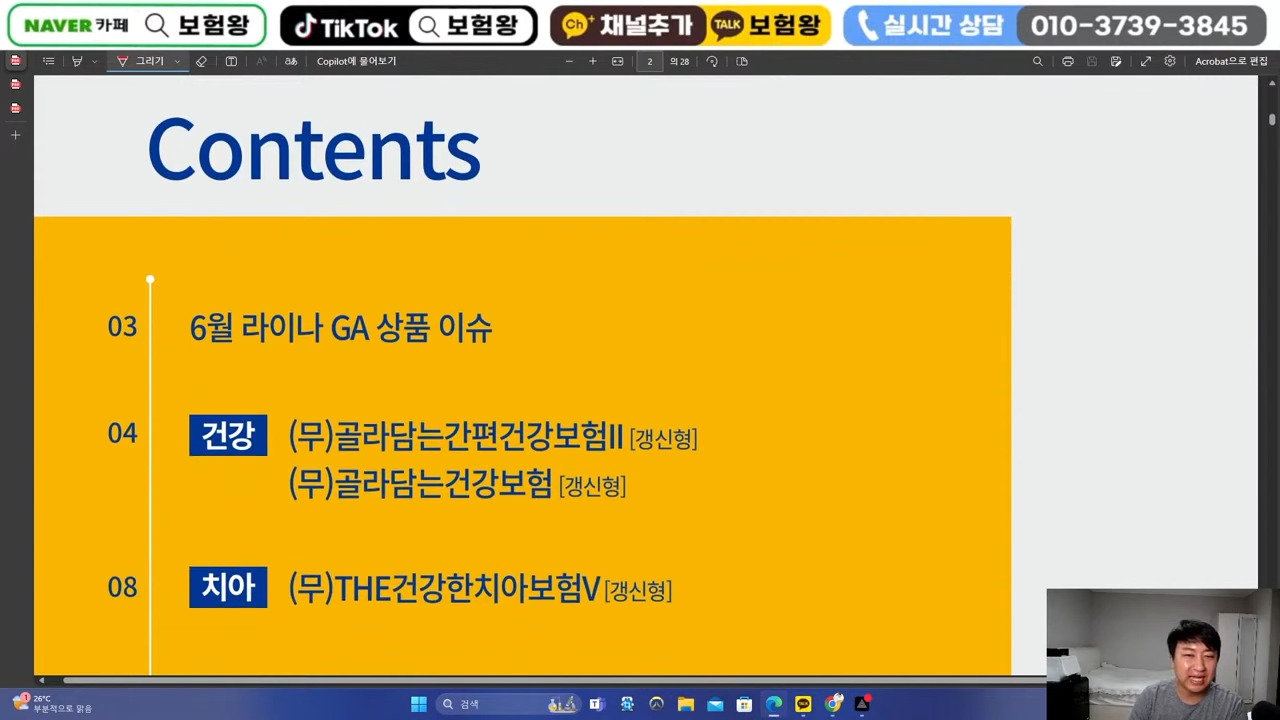 NAVER 카페 보험왕 TikTok 보험왕 Ch+ 채널추가 TALK 보험왕 실시간 상담 010-3739-3845
그리기 aあ Copilot에 물어보기 2 의 28 Acrobat으로 편집
Contents
03 6월 라이나 GA 상품 이슈
04 건강 (무)골라담는간편건강보험II [갱신형]
(무)골라담는건강보험 [갱신형]
08 치아 (무)THE건강한치아보험V [갱신형]
1 26°C
부분적으로 맑음
검색
TALK